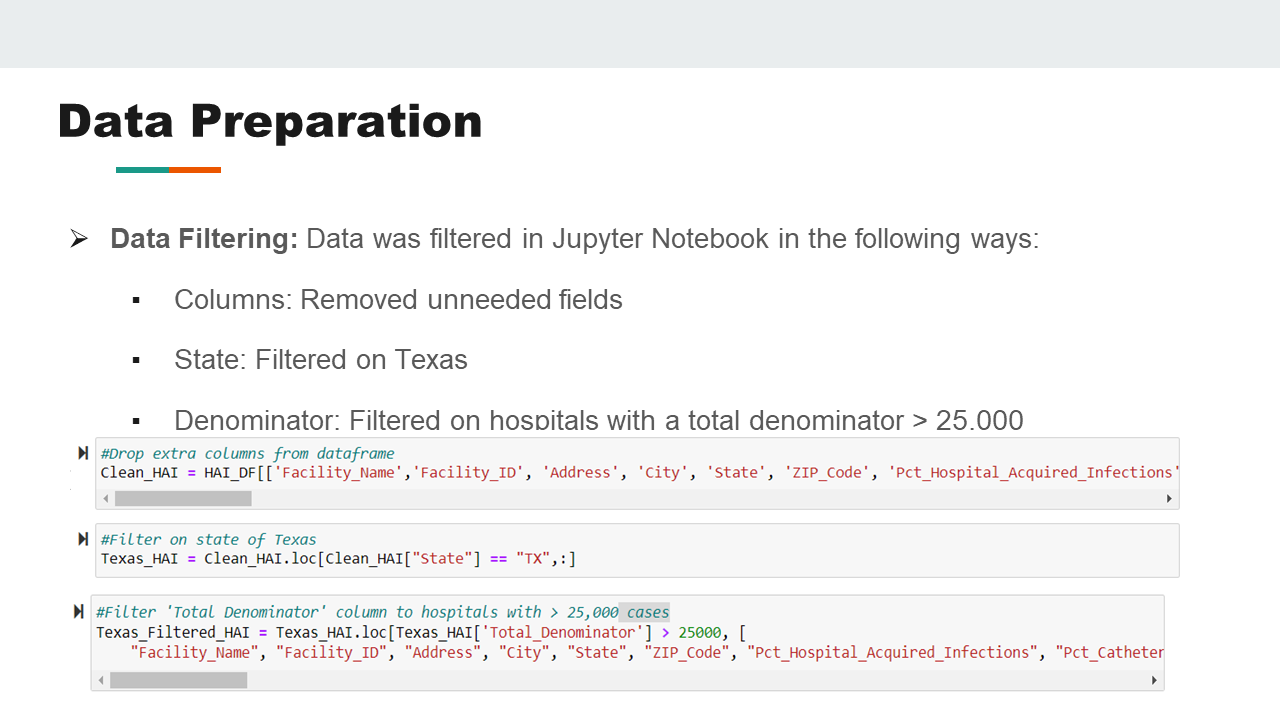 Data Preparation
➢ Data Filtering: Data was filtered in Jupyter Notebook in the following ways:
▪ Columns: Removed unneeded fields
▪ State: Filtered on Texas
▪ Denominator: Filtered on hospitals with a total denominator > 25,000
#Drop extra columns from dataframe
Clean_HAI = HAI_DF[['Facility_Name','Facility_ID', 'Address', 'City', 'State', 'ZIP_Code', 'Pct_Hospital_Acquired_Infections'
#Filter on state of Texas
Texas_HAI = Clean_HAI.loc[Clean_HAI["State"] == "TX",:]
#Filter 'Total Denominator' column to hospitals with > 25,000 cases
Texas_Filtered_HAI = Texas_HAI.loc[Texas_HAI['Total_Denominator'] > 25000, [
"Facility_Name", "Facility_ID", "Address", "City", "State", "ZIP_Code", "Pct_Hospital_Acquired_Infections", "Pct_Catheter